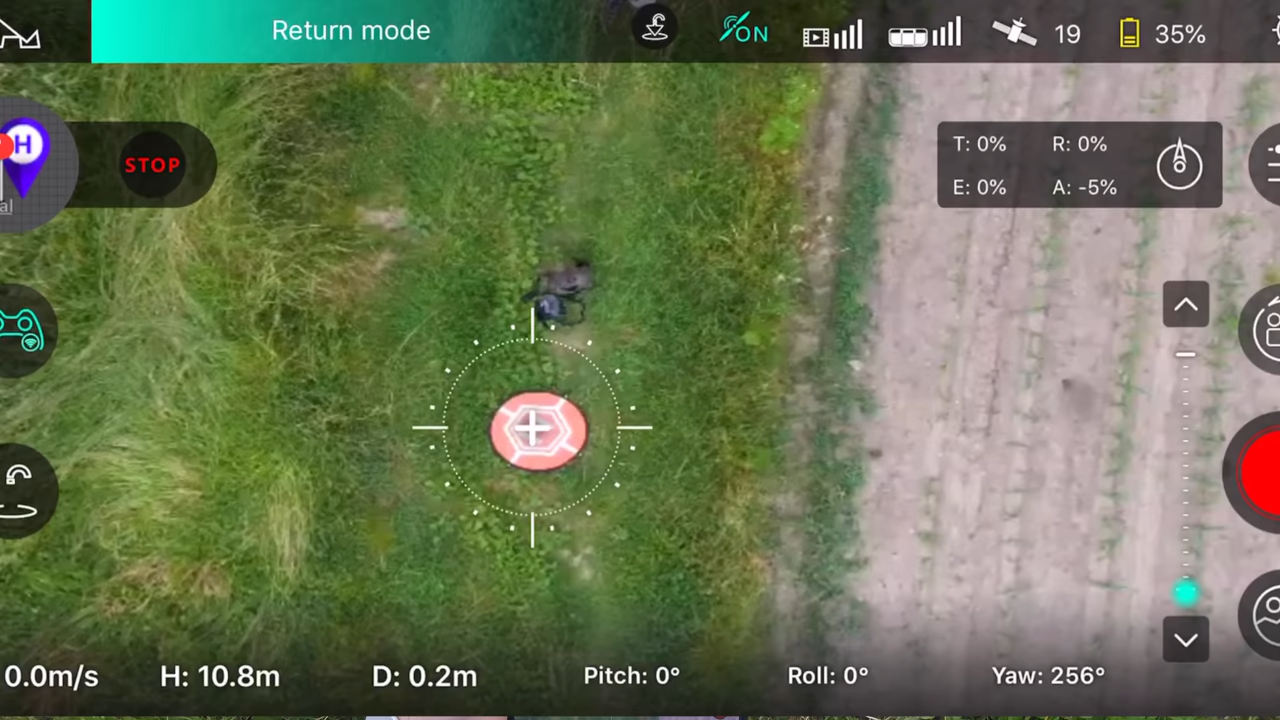 Return mode
ON
19
35%
H
STOP
al
T: 0%
R: 0%
E: 0%
A: -5%
0.0m/s
H: 10.8m
D: 0.2m
Pitch: 0°
Roll: 0°
Yaw: 256°